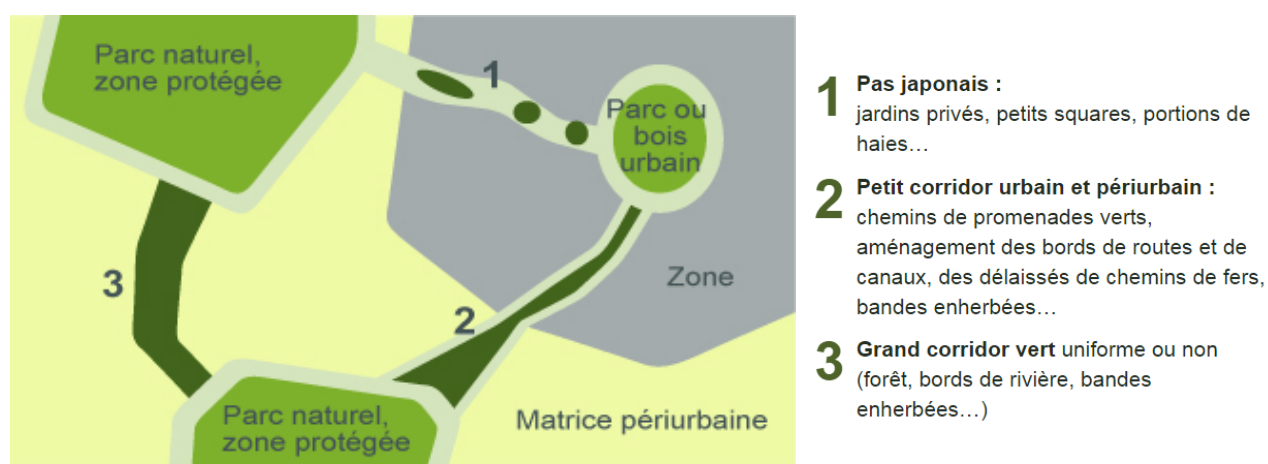 Parc naturel,
zone protégée
1
Parc ou
bois
urbain
3
Zone
2
Parc naturel,
zone protégée
Matrice périurbaine
1 Pas japonais :
jardins privés, petits squares, portions de
haies…
2 Petit corridor urbain et périurbain :
chemins de promenades verts,
aménagement des bords de routes et de
canaux, des délaissés de chemins de fers,
bandes enherbées…
3 Grand corridor vert uniforme ou non
(forêt, bords de rivière, bandes
enherbées…)